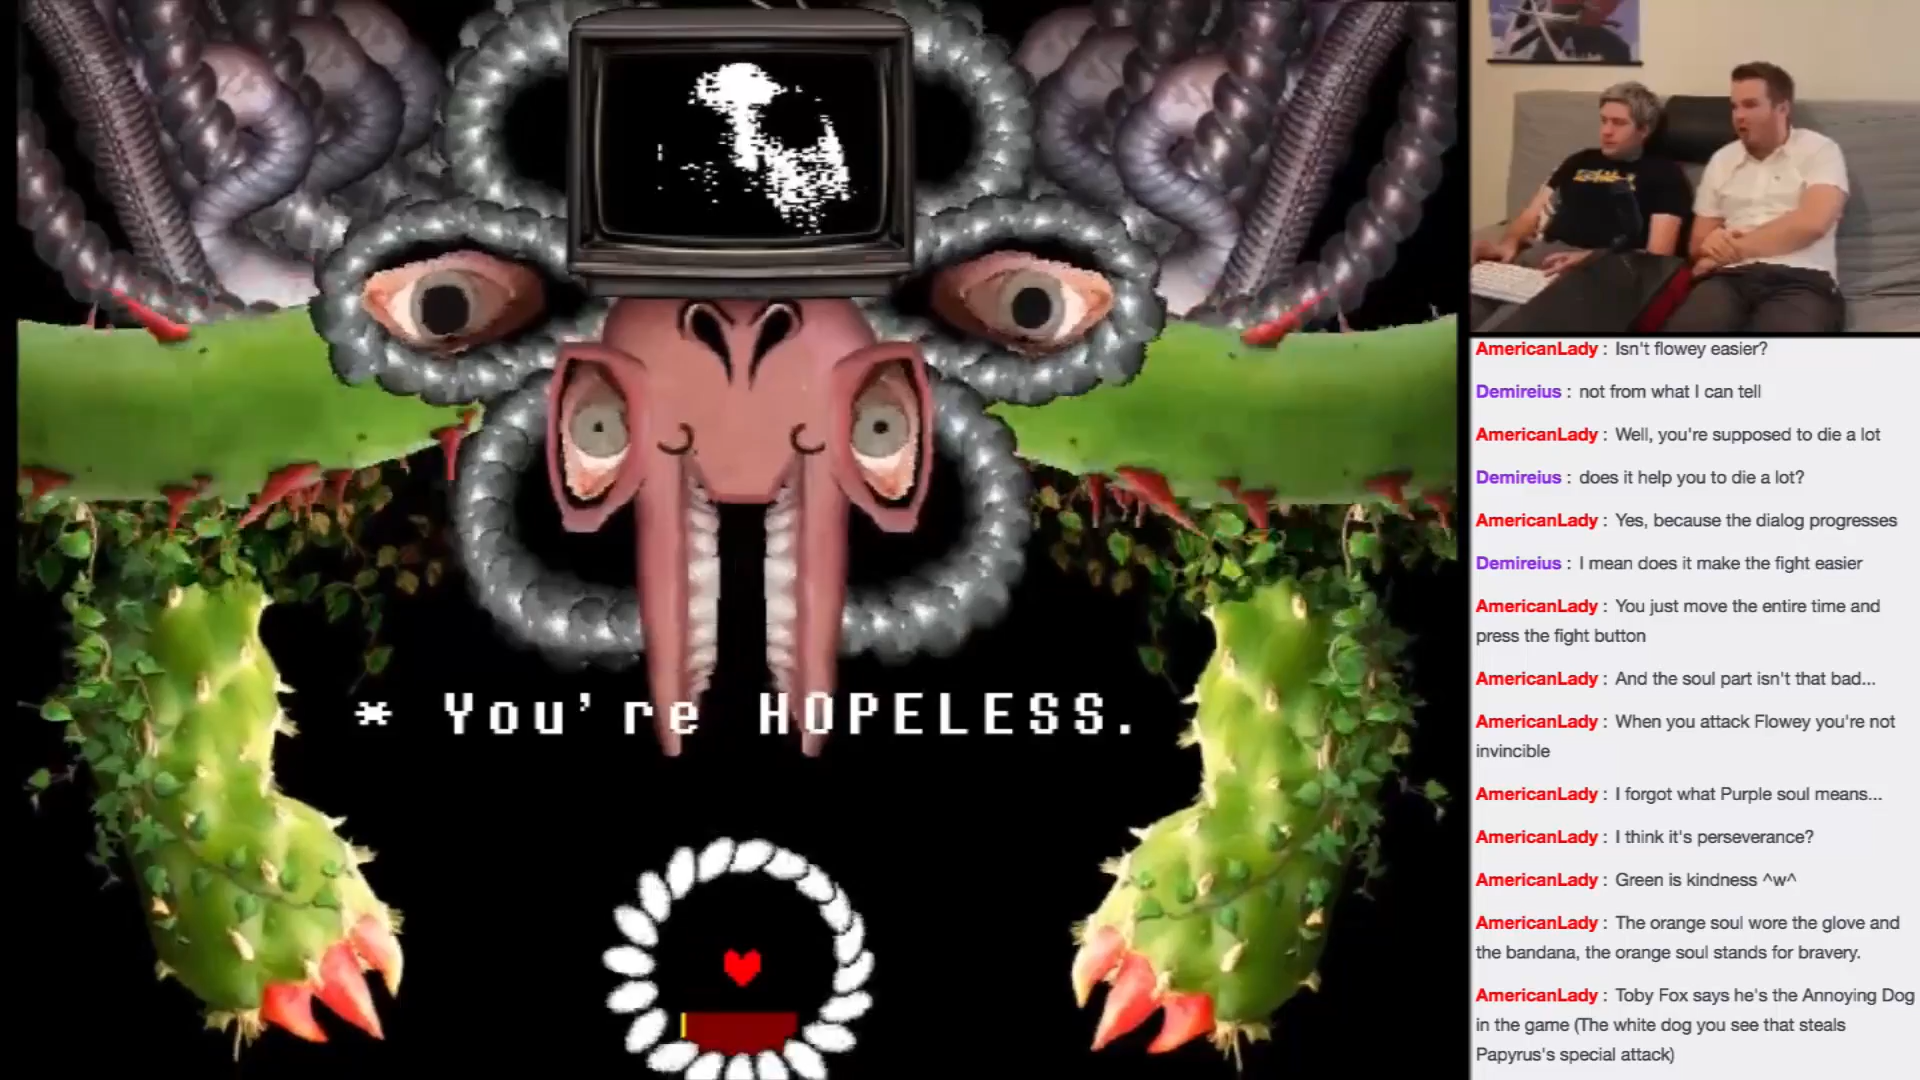 * You're HOPELESS.
AmericanLady : Isn't flowey easier?
Demireius : not from what I can tell
AmericanLady : Well, you're supposed to die a lot
Demireius : does it help you to die a lot?
AmericanLady : Yes, because the dialog progresses
Demireius : I mean does it make the fight easier
AmericanLady : You just move the entire time and
press the fight button
AmericanLady : And the soul part isn't that bad...
AmericanLady : When you attack Flowey you're not
invincible
AmericanLady : I forgot what Purple soul means...
AmericanLady : I think it's perseverance?
AmericanLady : Green is kindness ^w^
AmericanLady : The orange soul wore the glove and
the bandana, the orange soul stands for bravery.
AmericanLady : Toby Fox says he's the Annoying Dog
in the game (The white dog you see that steals
Papyrus's special attack)